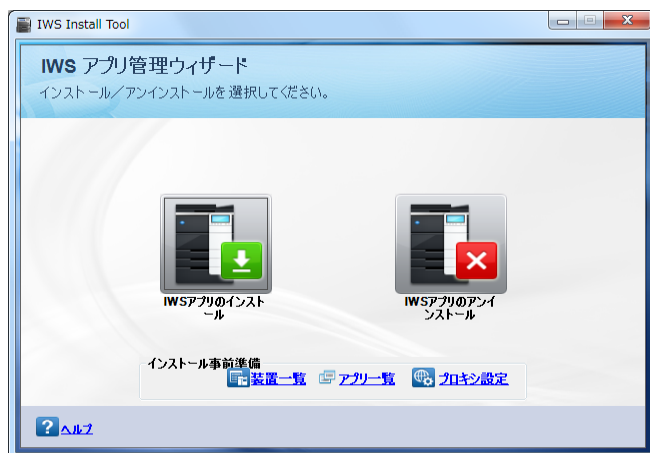 IWS Install Tool
IWS アプリ管理ウィザード
インストール／アンインストールを選択してください。
IWSアプリのインスト
ール
IWSアプリのアンイ
ンストール
インストール事前準備
装置一覧 アプリ一覧 プロキシ設定
? ヘルプ